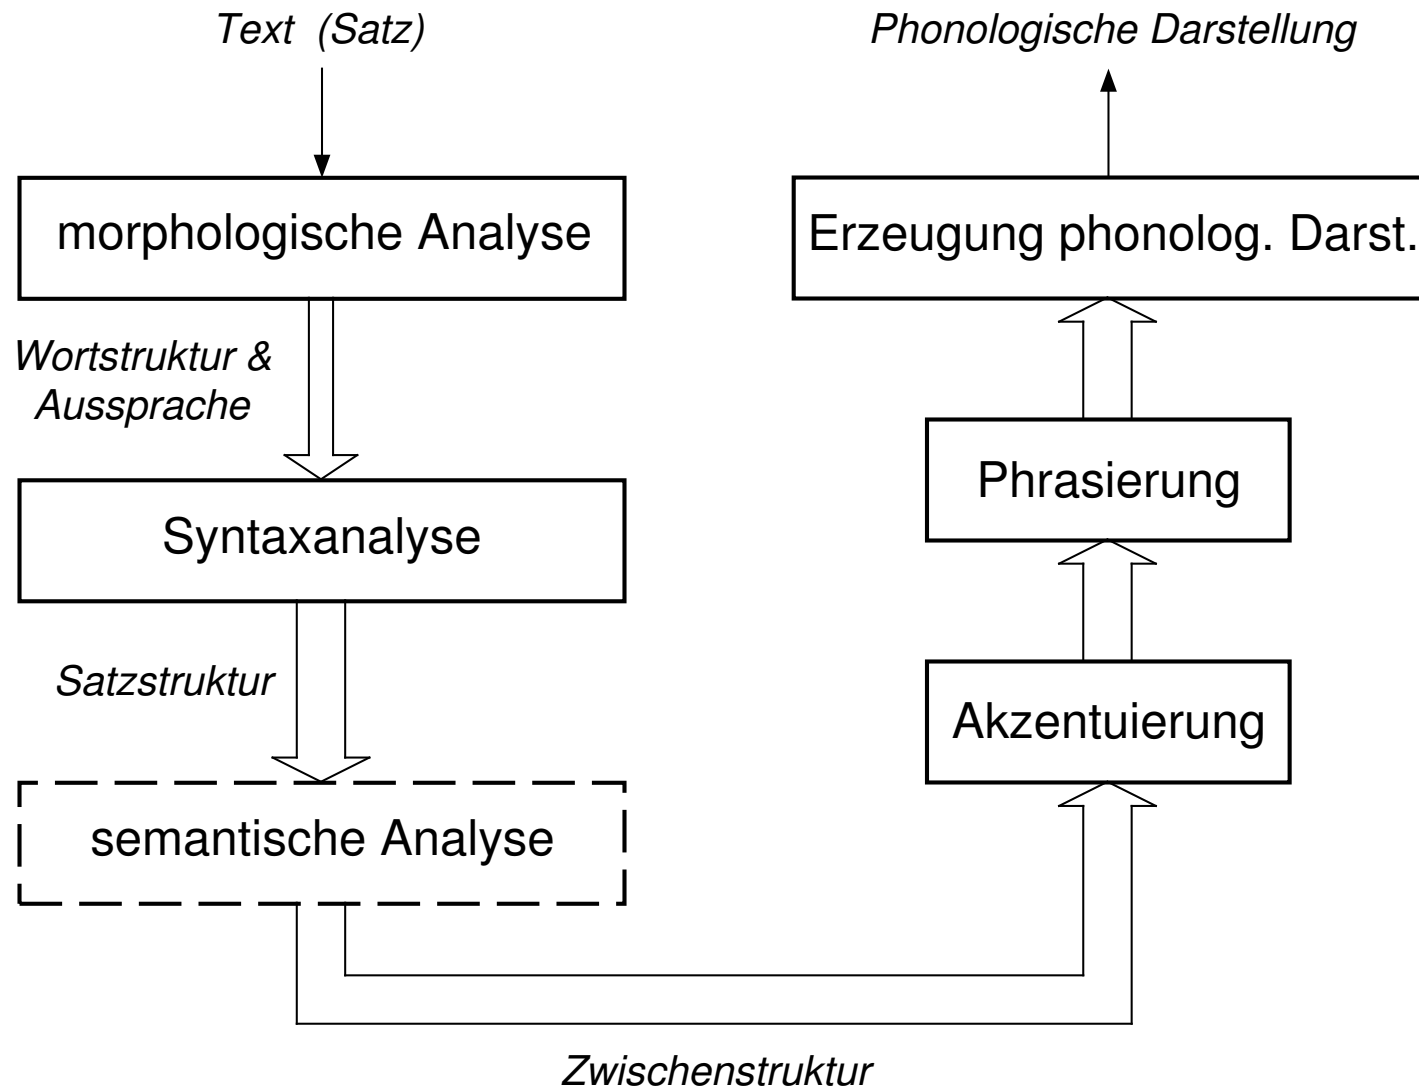 Text (Satz)
morphologische Analyse
Wortstruktur &
Aussprache
Syntaxanalyse
Satzstruktur
semantische Analyse
Zwischenstruktur
Akzentuierung
Phrasierung
Erzeugung phonolog. Darst.
Phonologische Darstellung